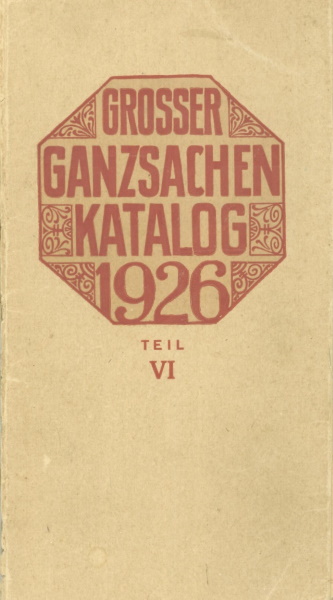 GROSSER
GANZSACHEN
KATALOG
1926
TEIL
VI